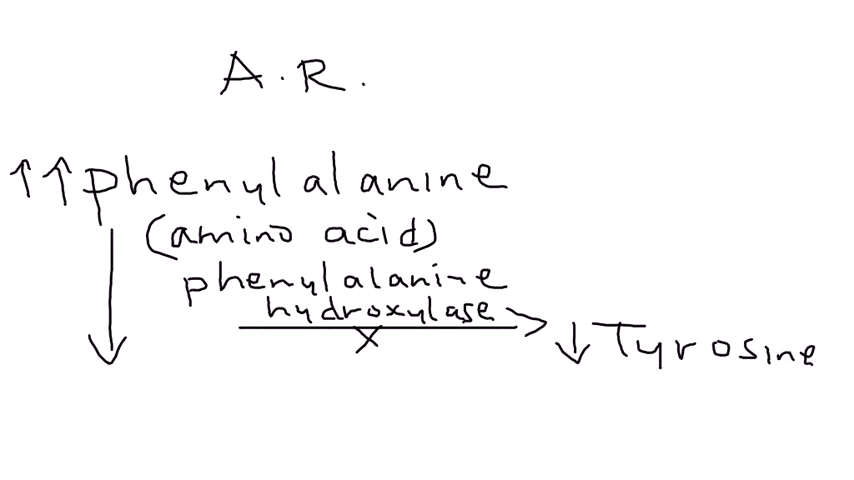 A.R.
↑↑phenylalanine
(amino acid)
phenylalanine
hydroxylase
X
↓Tyrosine